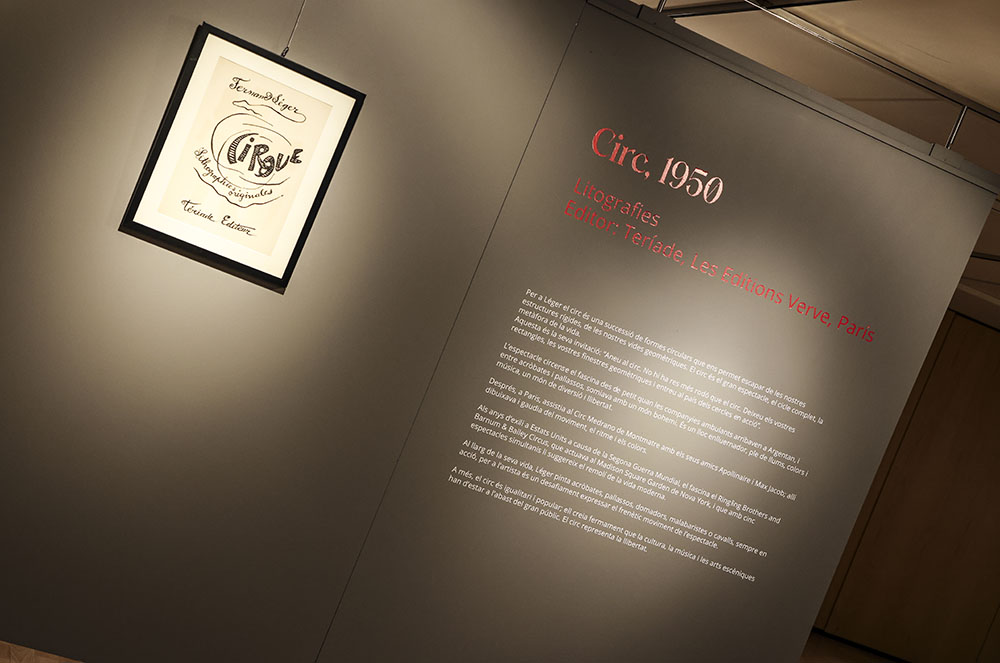 Fernand Léger
CIRQUE
Lithographies
originales
Tériade Editeur
Circ, 1950
Litografies
Editor: Teríade, Les Editions Verve, París
Per a Léger el circ és una successió de formes circulars que ens permet escapar de les nostres
estructures rígides, de les nostres vides geomètriques. El circ és el gran espectacle, el cicle complet, la
metàfora de la vida.
Aquesta és la seva invitació: “Aneu al circ. No hi ha res més rodó que el circ. Deixeu els vostres
rectangles, les vostres finestres geomètriques i entreu al país dels cercles en acció”.
L’espectacle circense el fascina des de petit quan les companyies ambulants arribaven a Argentan, i
entre acròbates i pallassos, somiava amb un món bohemi. És un lloc enlluernador, ple de llums, colors i
música, un món de diversió i llibertat.
Després, a París, assistia al Circ Medrano de Montmatre amb els seus amics Apollinaire i Max Jacob, allí
dibuixava i gaudia del moviment, el ritme i els colors.
Als anys d’exili a Estats Units a causa de la Segona Guerra Mundial, el fascina el Ringling Brothers and
Barnum & Bailey Circus, que actuava al Madison Square Garden de Nova York, i que amb cinc
espectacles simultanis li suggereix el remolí de la vida moderna.
Al llarg de la seva vida, Léger pinta acròbates, pallassos, domadors, malabaristes o cavalls, sempre en
acció, per a l’artista és un desafiament expressar el frenètic moviment de l’espectacle.
A més, el circ és igualitari i popular; ell creia fermament que la cultura, la música i les arts escèniques
han d’estar a l’abast del gran públic. El circ representa la llibertat.